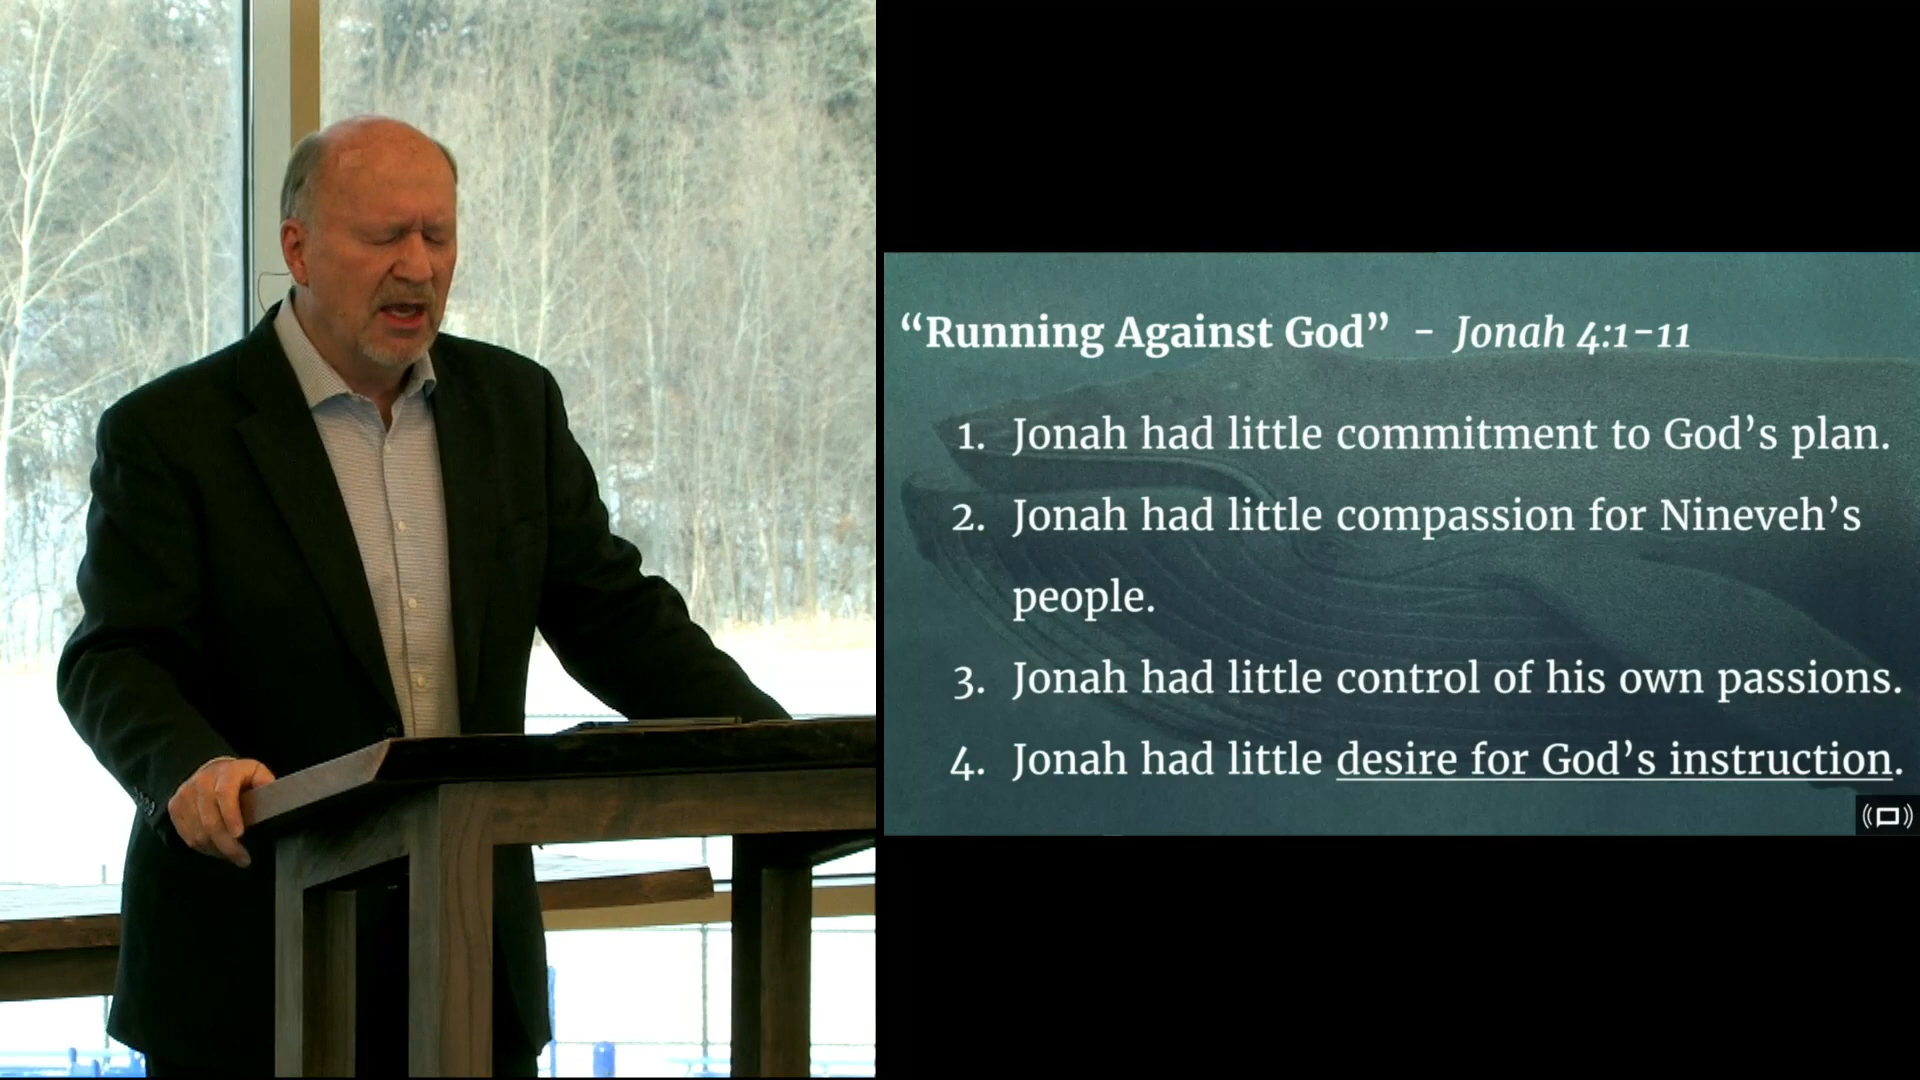 “Running Against God” - Jonah 4:1-11
1. Jonah had little commitment to God’s plan.
2. Jonah had little compassion for Nineveh’s
people.
3. Jonah had little control of his own passions.
4. Jonah had little desire for God’s instruction.